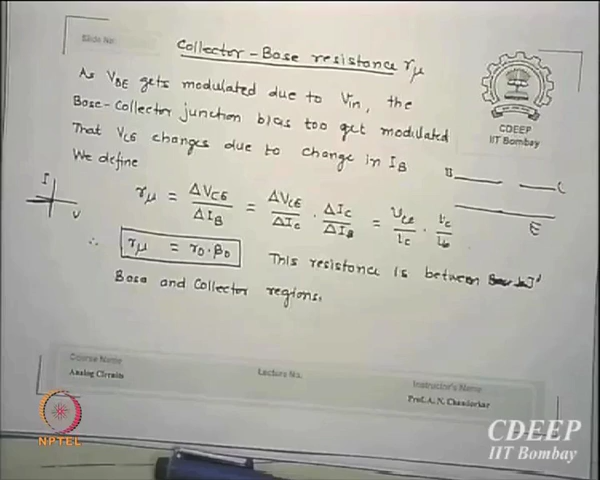 Slide No.
Collector-Base resistance rμ
As VBE gets modulated due to Vin, the
Base-Collector junction bias too get modulated
That VCE changes due to change in IB
We define
CDEEP
IIT Bombay
B C
E
I
V
rμ = ΔVCE / ΔIB = ΔVCE / ΔIC · ΔIC / ΔIB = vce / ic · ic / ib
∴ rμ = r0 · β0 This resistance is between
Base and Collector regions.
Course Name
Analog Circuits
Lecture No.
Instructor's Name
Prof. A. N. Chandorkar
NPTEL
CDEEP
IIT Bombay